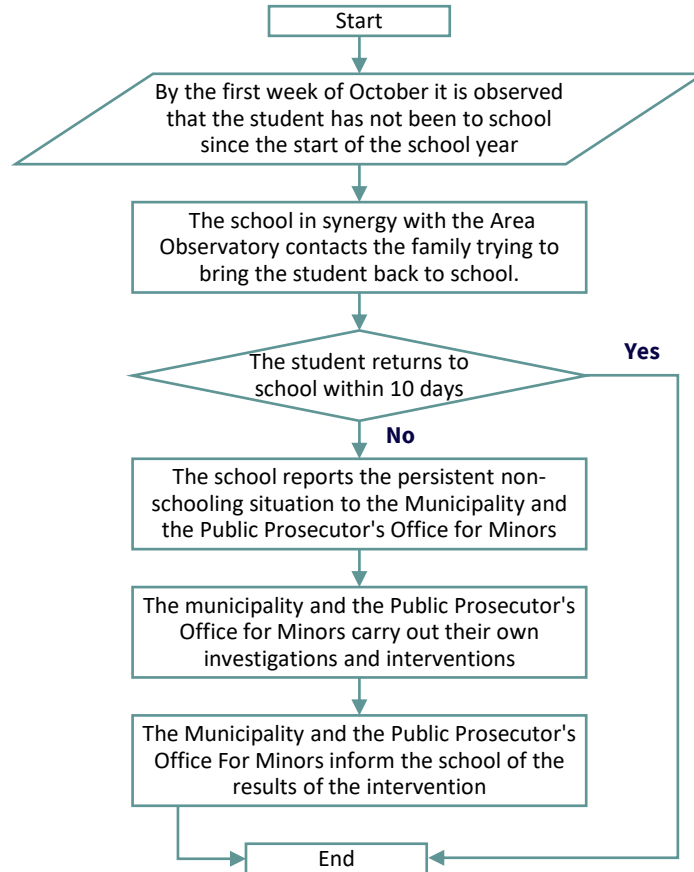 Start
By the first week of October it is observed
that the student has not been to school
since the start of the school year
The school in synergy with the Area
Observatory contacts the family trying to
bring the student back to school.
The student returns to
school within 10 days
Yes
No
The school reports the persistent non-
schooling situation to the Municipality and
the Public Prosecutor's Office for Minors
The municipality and the Public Prosecutor's
Office for Minors carry out their own
investigations and interventions
The Municipality and the Public Prosecutor's
Office For Minors inform the school of the
results of the intervention
End